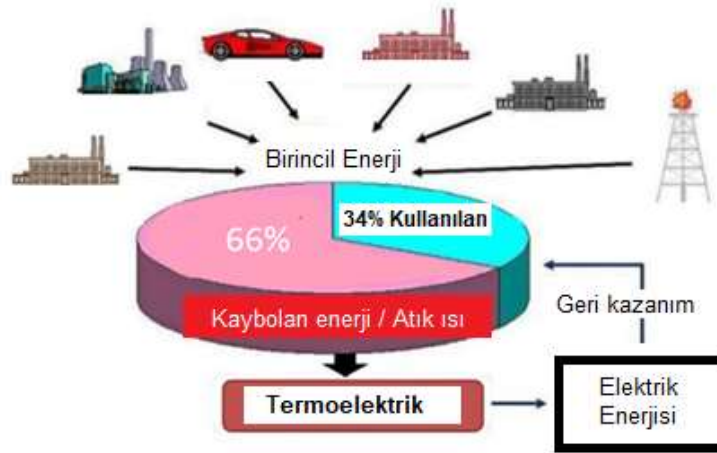 Birincil Enerji
34% Kullanılan
66%
Kaybolan enerji / Atık ısı
Geri kazanım
Termoelektrik
Elektrik
Enerjisi